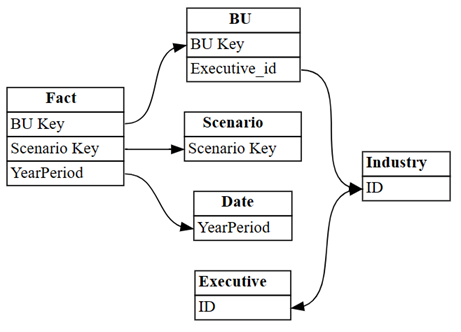 BU
BU Key
Executive_id
Fact
BU Key
Scenario Key
YearPeriod
Scenario
Scenario Key
Industry
ID
Date
YearPeriod
Executive
ID